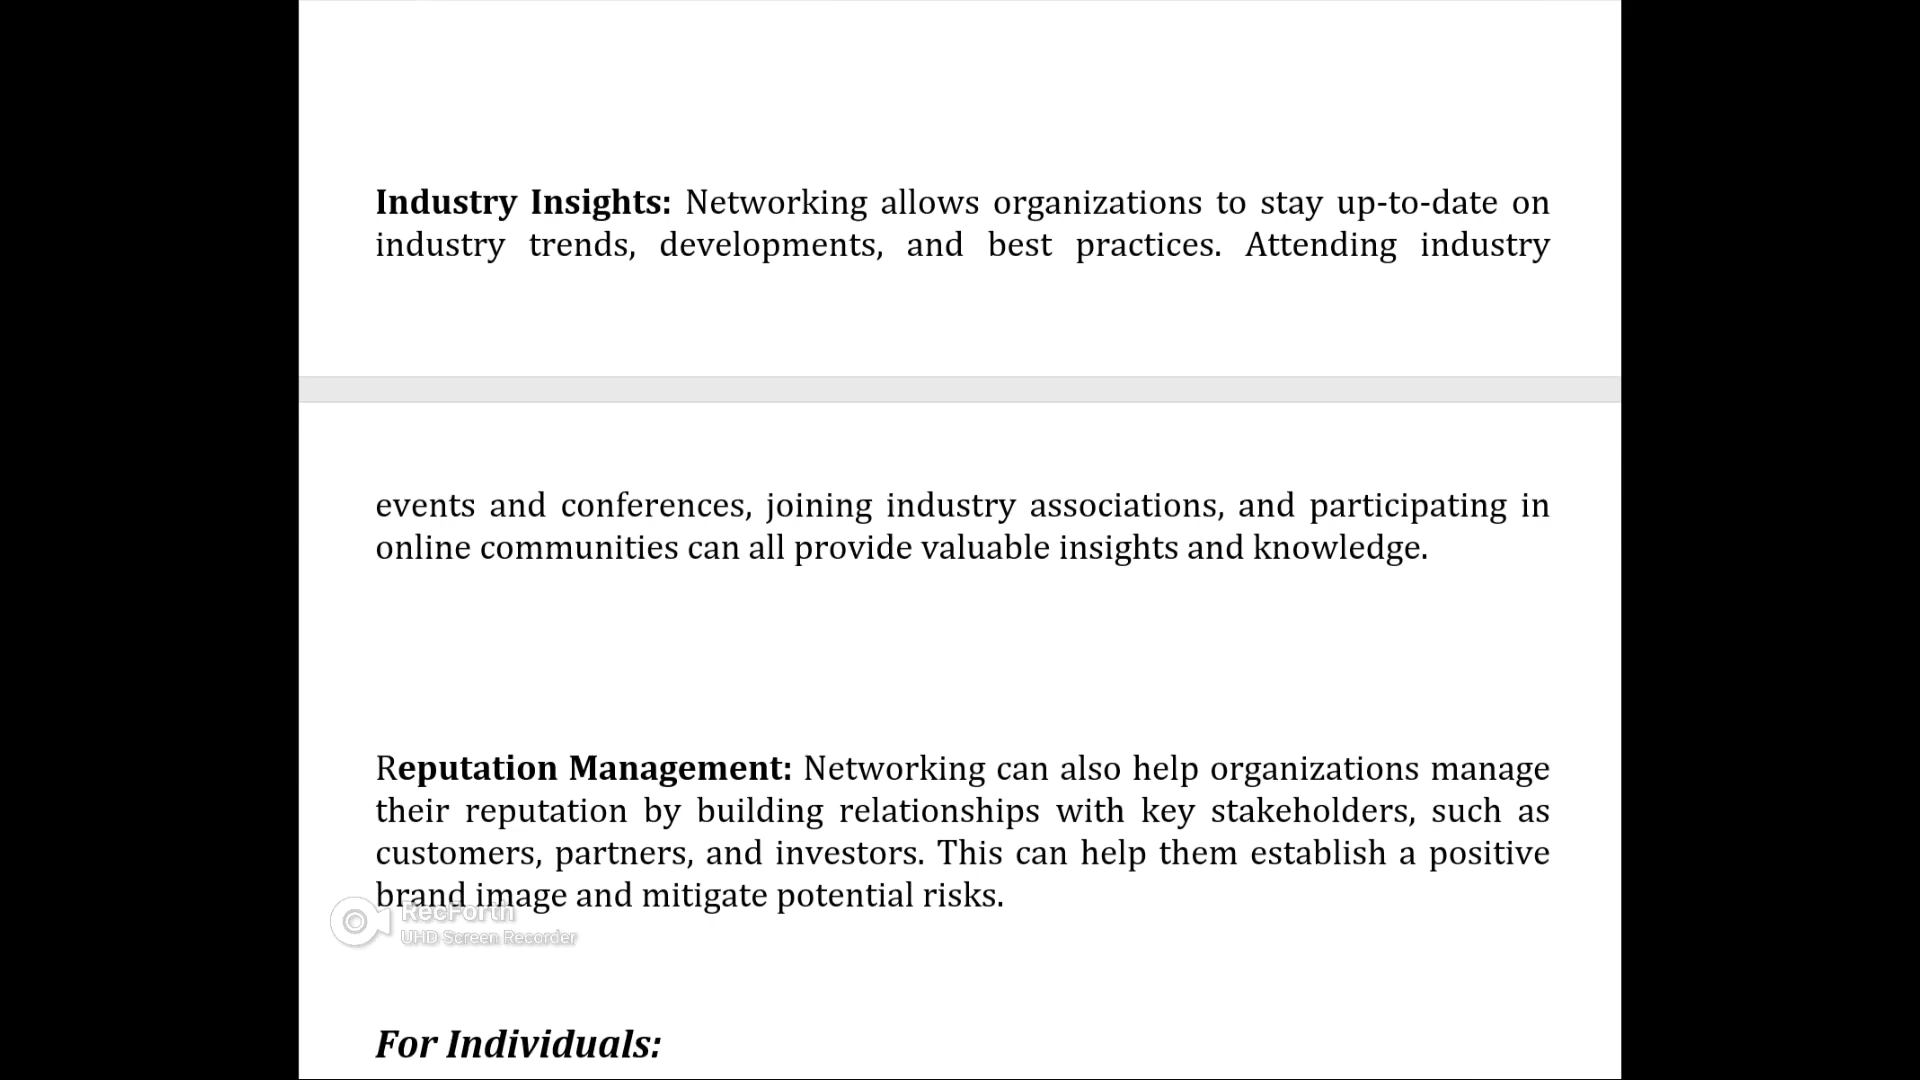 Industry Insights: Networking allows organizations to stay up-to-date on
industry trends, developments, and best practices. Attending industry
events and conferences, joining industry associations, and participating in
online communities can all provide valuable insights and knowledge.
Reputation Management: Networking can also help organizations manage
their reputation by building relationships with key stakeholders, such as
customers, partners, and investors. This can help them establish a positive
brand image and mitigate potential risks.
RecForth
UHD Screen Recorder
For Individuals: